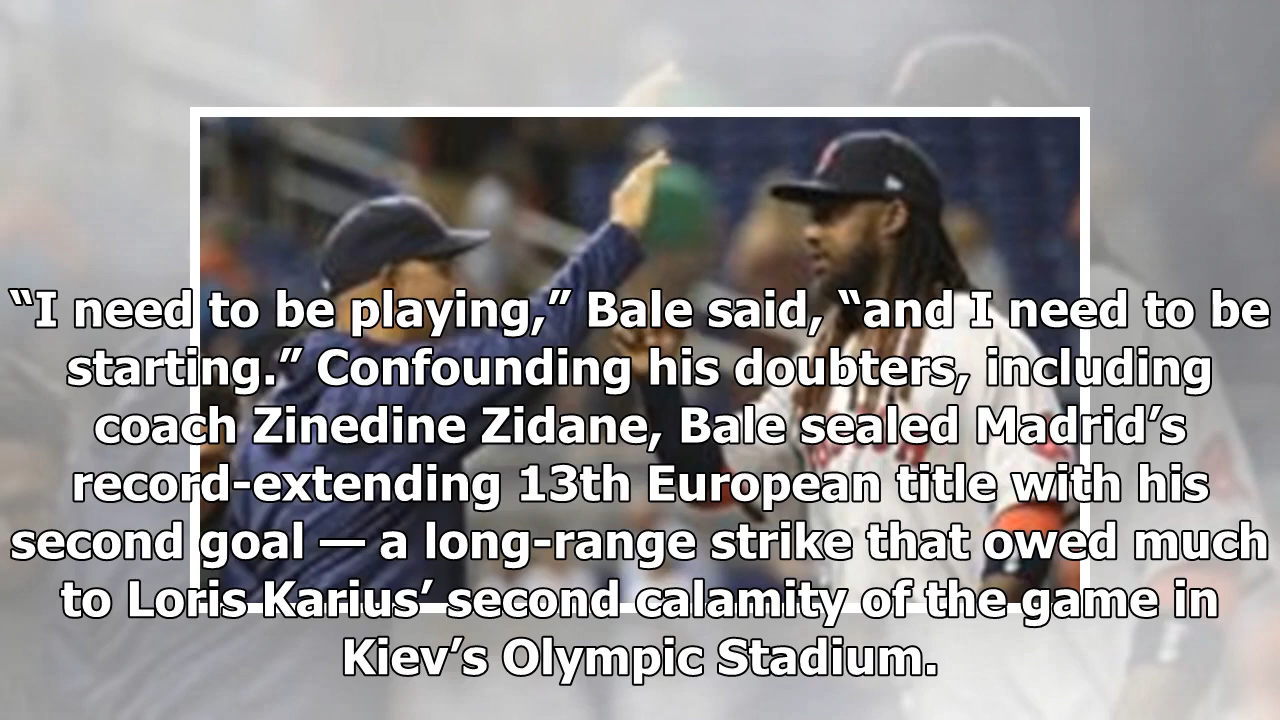 “I need to be playing,” Bale said, “and I need to be
starting.” Confounding his doubters, including
coach Zinedine Zidane, Bale sealed Madrid’s
record-extending 13th European title with his
second goal — a long-range strike that owed much
to Loris Karius’ second calamity of the game in
Kiev’s Olympic Stadium.